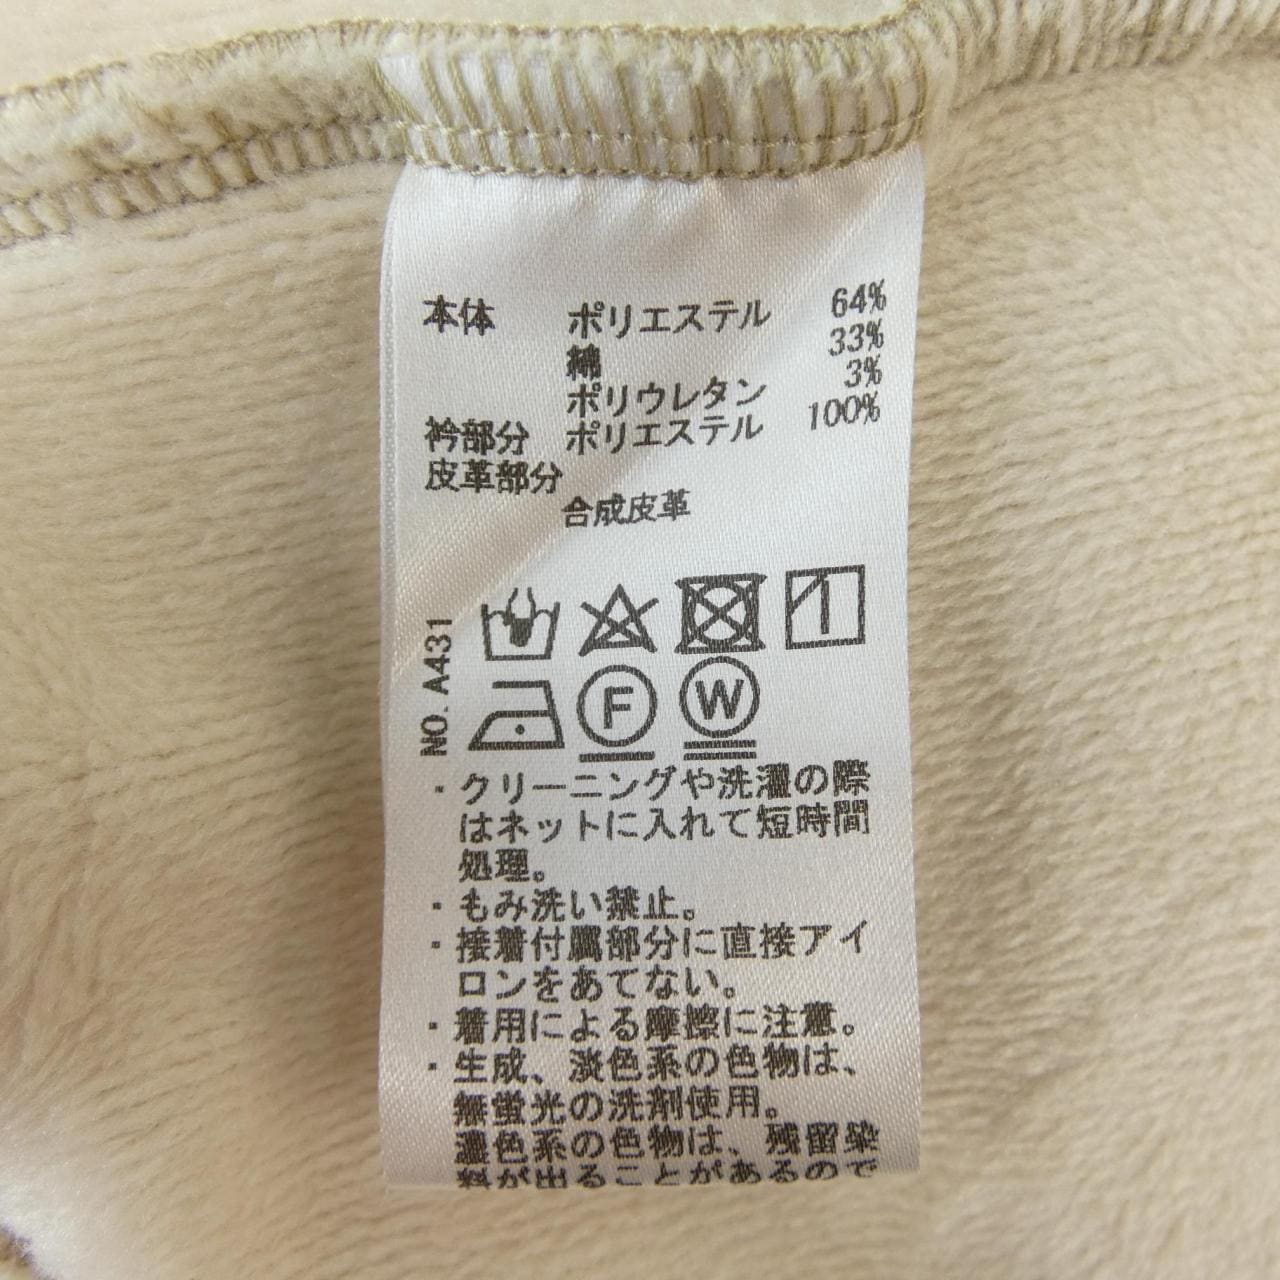 本体 ポリエステル 64%
綿 33%
ポリウレタン 3%
衿部分 ポリエステル 100%
皮革部分
合成皮革
NO. A431
F W
・クリーニングや洗濯の際
はネットに入れて短時間
処理。
・もみ洗い禁止。
・接着付属部分に直接アイ
ロンをあてない。
・着用による摩擦に注意。
・生成、淡色系の色物は、
無蛍光の洗剤使用。
濃色系の色物は、残留染
料が出ることがあるので